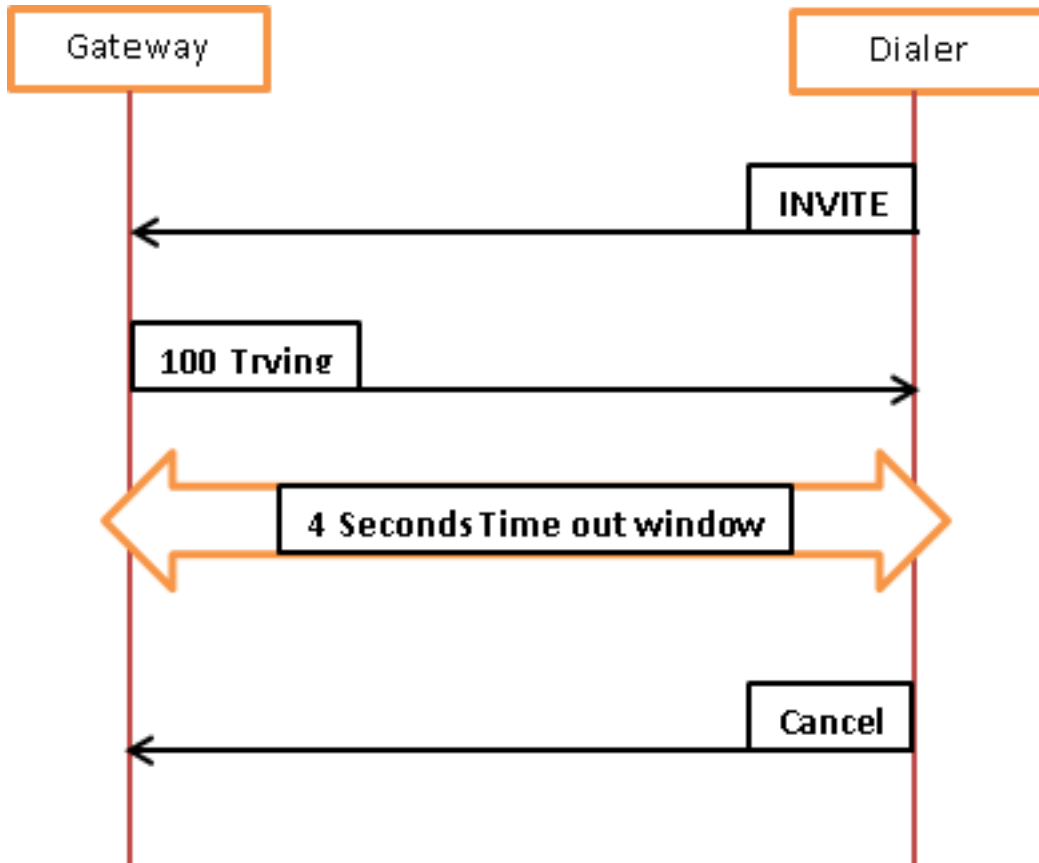 Gateway
Dialer
INVITE
100 Trying
4 Seconds Time out window
Cancel